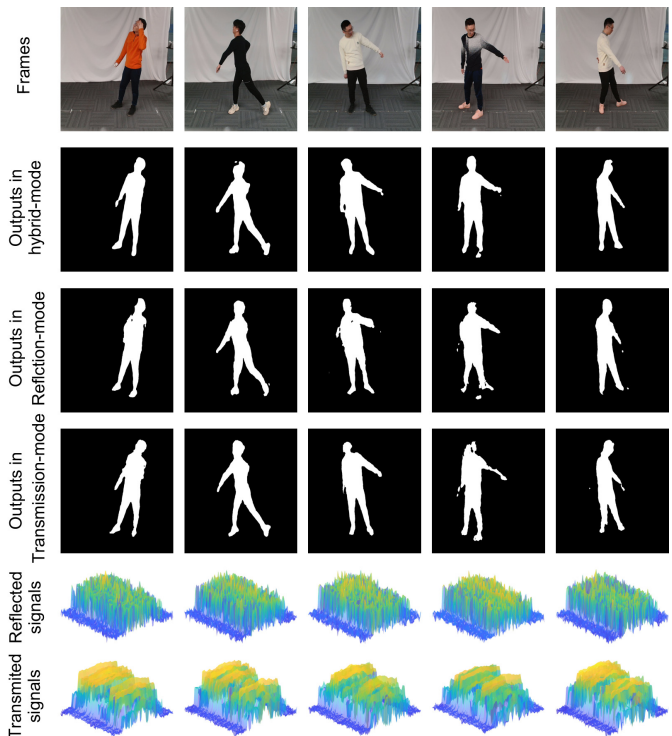 Frames
Outputs in
hybrid-mode
Outputs in
Reflction-mode
Outputs in
Transmission-mode
Reflected
signals
Transmited
signals